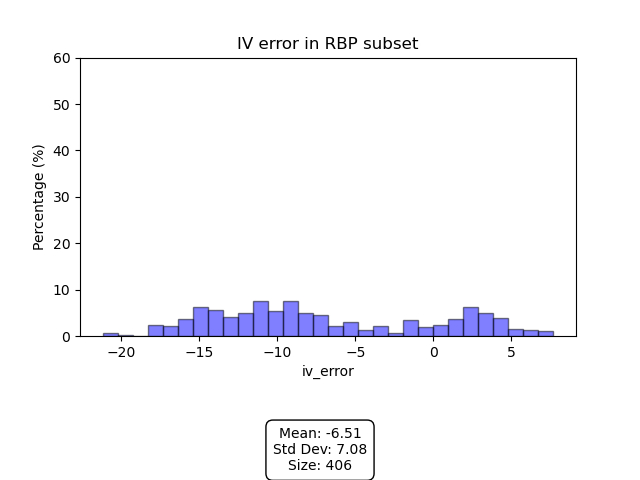 IV error in RBP subset
60
50
40
30
20
10
0
Percentage (%)
−20
−15
−10
−5
0
5
iv_error
Mean: -6.51
Std Dev: 7.08
Size: 406